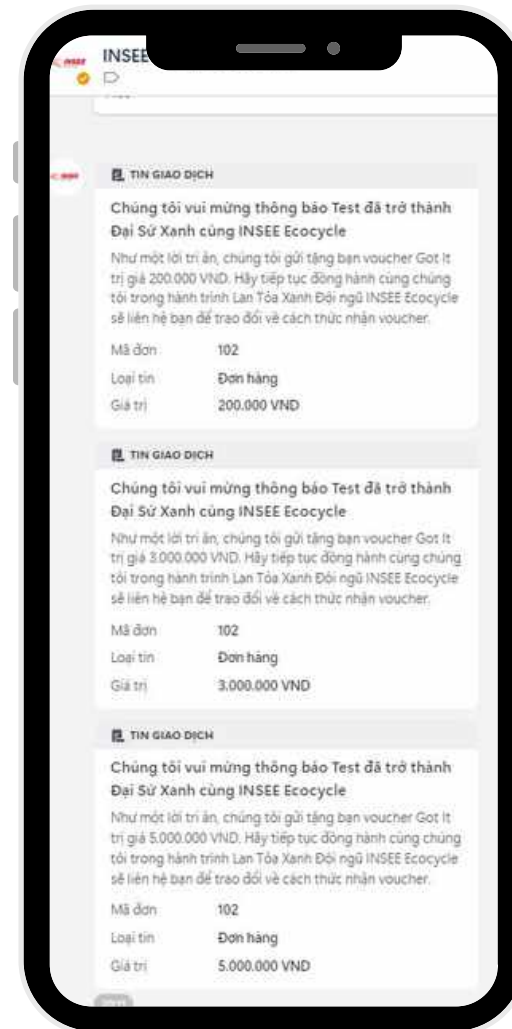 INSEE
INSEE
TIN GIAO DỊCH
Chúng tôi vui mừng thông báo Test đã trở thành
Đại Sứ Xanh cùng INSEE Ecocycle
Như một lời tri ân, chúng tôi gửi tặng bạn voucher Got It
trị giá 200.000 VND. Hãy tiếp tục đồng hành cùng chúng
tôi trong hành trình Lan Tỏa Xanh Đội ngũ INSEE Ecocycle
sẽ liên hệ bạn để trao đổi về cách thức nhận voucher.
Mã đơn 102
Loại tin Đơn hàng
Giá trị 200.000 VND
TIN GIAO DỊCH
Chúng tôi vui mừng thông báo Test đã trở thành
Đại Sứ Xanh cùng INSEE Ecocycle
Như một lời tri ân, chúng tôi gửi tặng bạn voucher Got It
trị giá 3.000.000 VND. Hãy tiếp tục đồng hành cùng chúng
tôi trong hành trình Lan Tỏa Xanh Đội ngũ INSEE Ecocycle
sẽ liên hệ bạn để trao đổi về cách thức nhận voucher.
Mã đơn 102
Loại tin Đơn hàng
Giá trị 3.000.000 VND
TIN GIAO DỊCH
Chúng tôi vui mừng thông báo Test đã trở thành
Đại Sứ Xanh cùng INSEE Ecocycle
Như một lời tri ân, chúng tôi gửi tặng bạn voucher Got It
trị giá 5.000.000 VND. Hãy tiếp tục đồng hành cùng chúng
tôi trong hành trình Lan Tỏa Xanh Đội ngũ INSEE Ecocycle
sẽ liên hệ bạn để trao đổi về cách thức nhận voucher.
Mã đơn 102
Loại tin Đơn hàng
Giá trị 5.000.000 VND